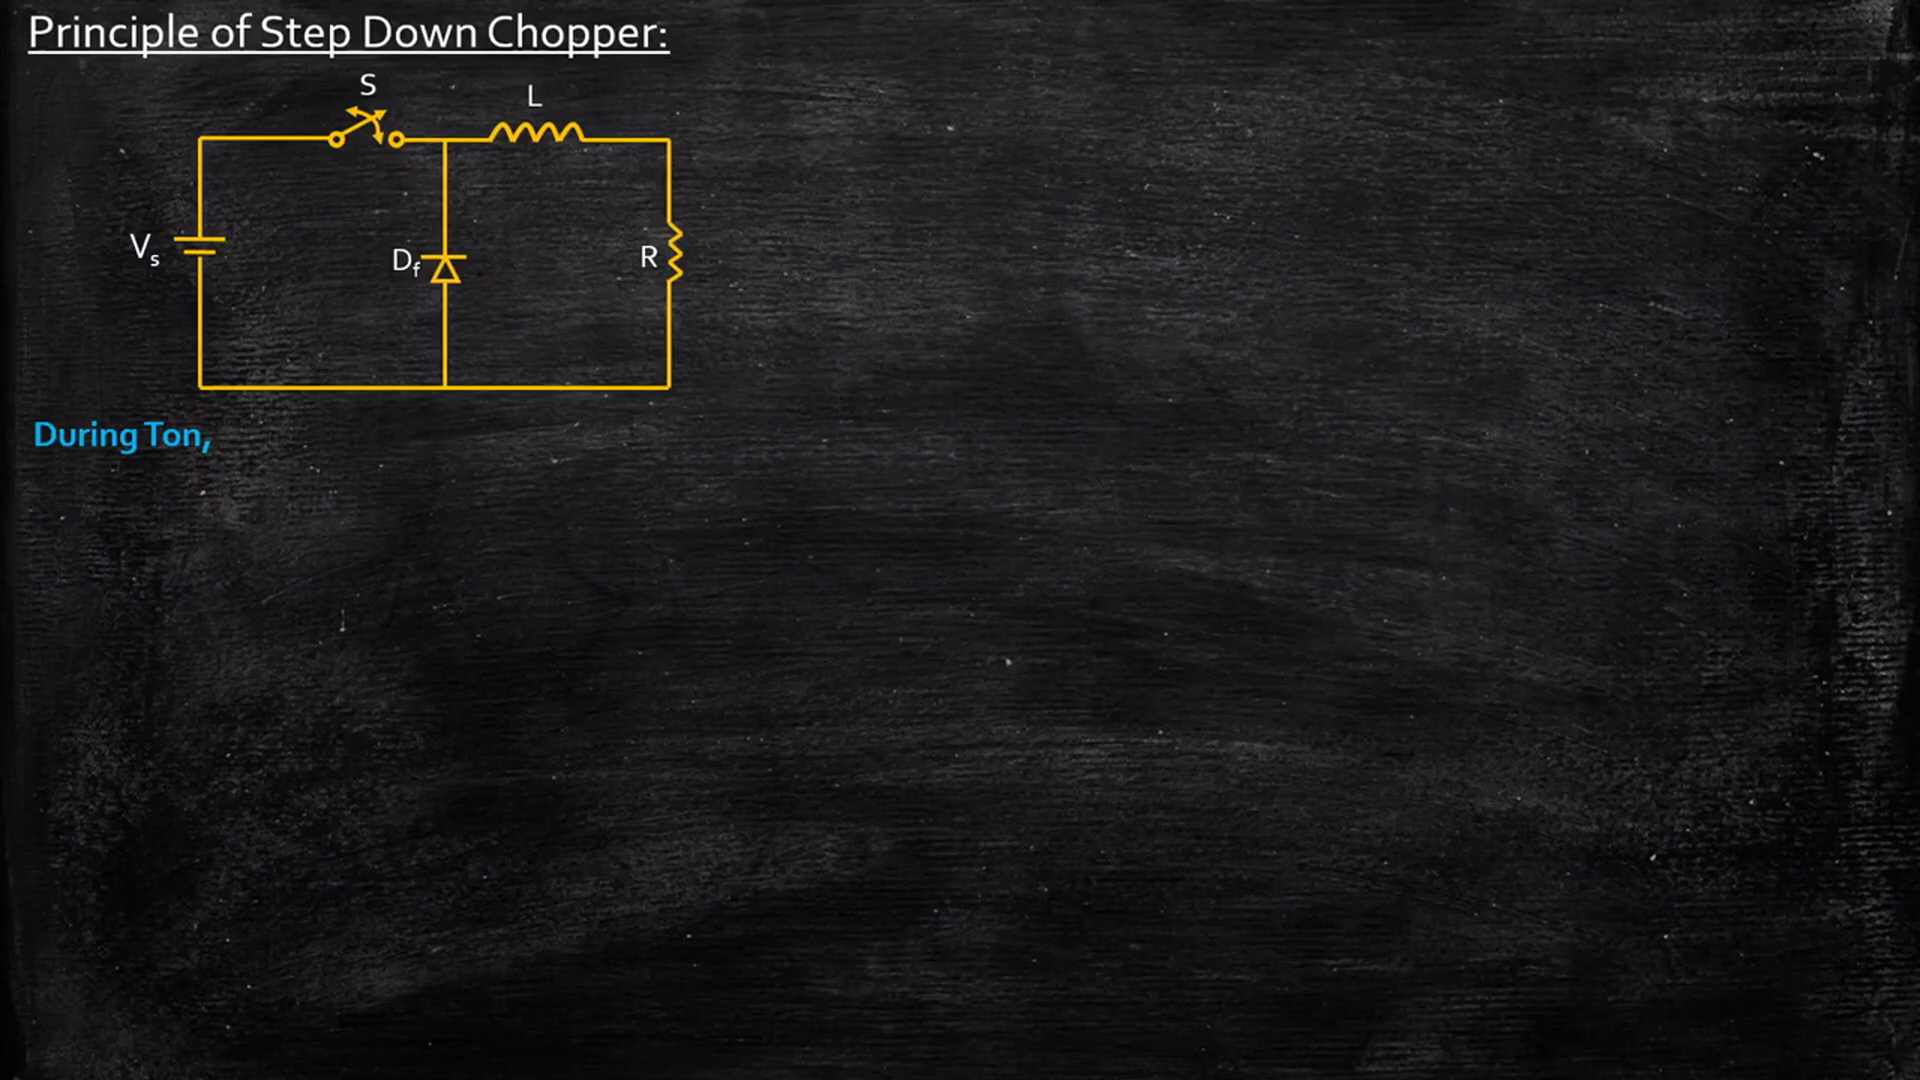 Principle of Step Down Chopper:
S
L
Vs
Df
R
During Ton,